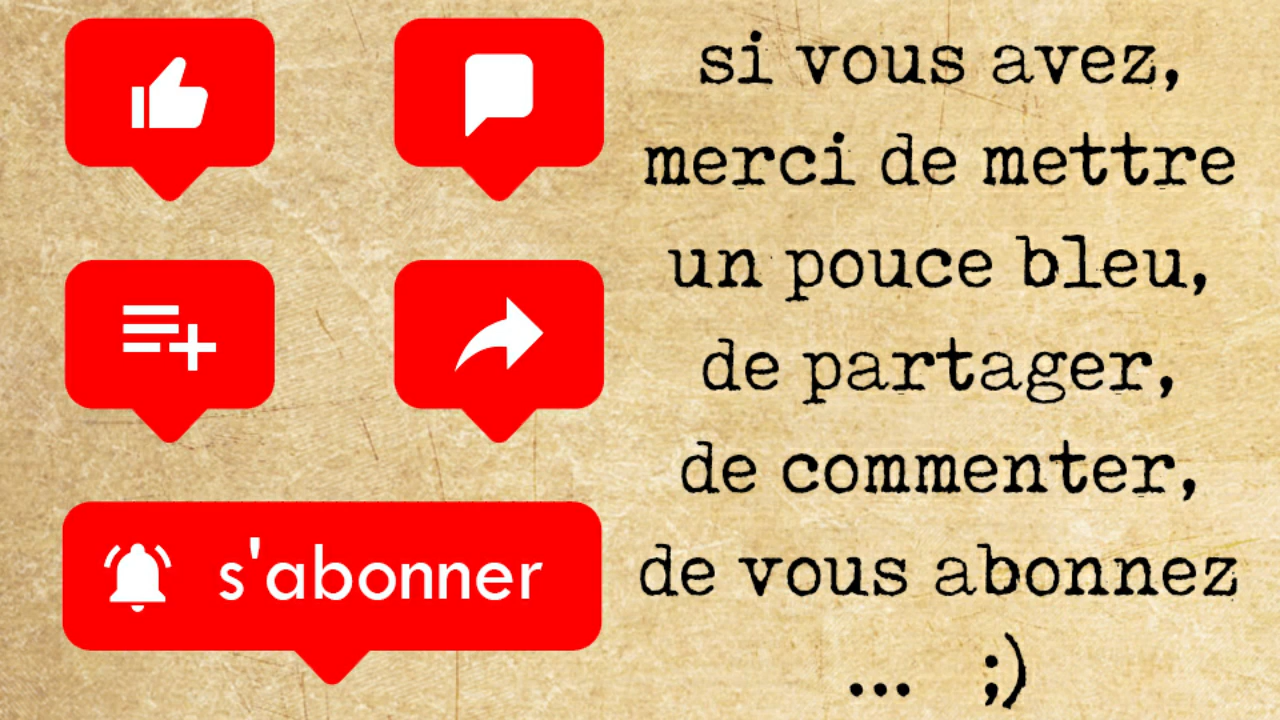 si vous avez,
merci de mettre
un pouce bleu,
de partager,
de commenter,
de vous abonnez
... ;)
s'abonner